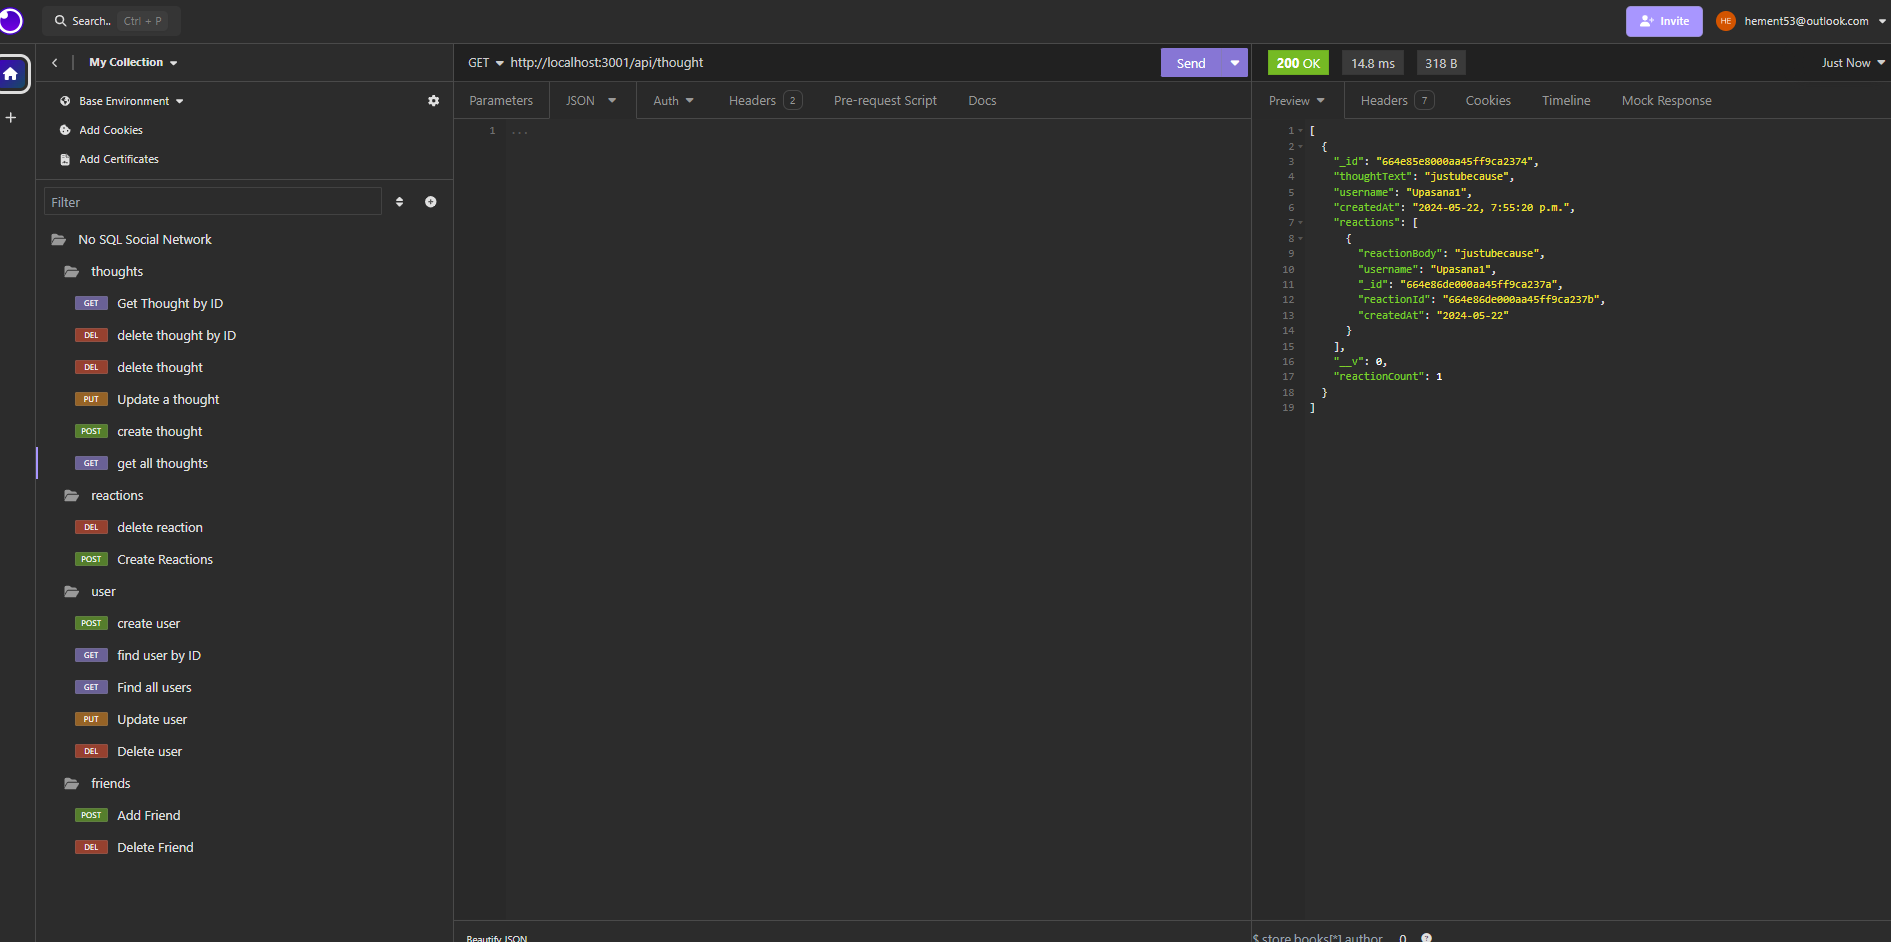 Search.. Ctrl + P
Invite
HE hement53@outlook.com
My Collection
GET http://localhost:3001/api/thought
Send
200 OK 14.8 ms 318 B
Just Now
Base Environment
Add Cookies
Add Certificates
Parameters JSON Auth Headers 2 Pre-request Script Docs
Preview Headers 7 Cookies Timeline Mock Response
Filter
No SQL Social Network
thoughts
GET Get Thought by ID
DEL delete thought by ID
DEL delete thought
PUT Update a thought
POST create thought
GET get all thoughts
reactions
DEL delete reaction
POST Create Reactions
user
POST create user
GET find user by ID
GET Find all users
PUT Update user
DEL Delete user
friends
POST Add Friend
DEL Delete Friend
1 ...
1 [
2 {
3 "_id": "664e85e8000aa45ff9ca2374",
4 "thoughtText": "justubecause",
5 "username": "Upasana1",
6 "createdAt": "2024-05-22, 7:55:20 p.m.",
7 "reactions": [
8 {
9 "reactionBody": "justubecause",
10 "username": "Upasana1",
11 "_id": "664e86de000aa45ff9ca237a",
12 "reactionId": "664e86de000aa45ff9ca237b",
13 "createdAt": "2024-05-22"
14 }
15 ],
16 "__v": 0,
17 "reactionCount": 1
18 }
19 ]
Beautify JSON
$.store.books[*].author 0